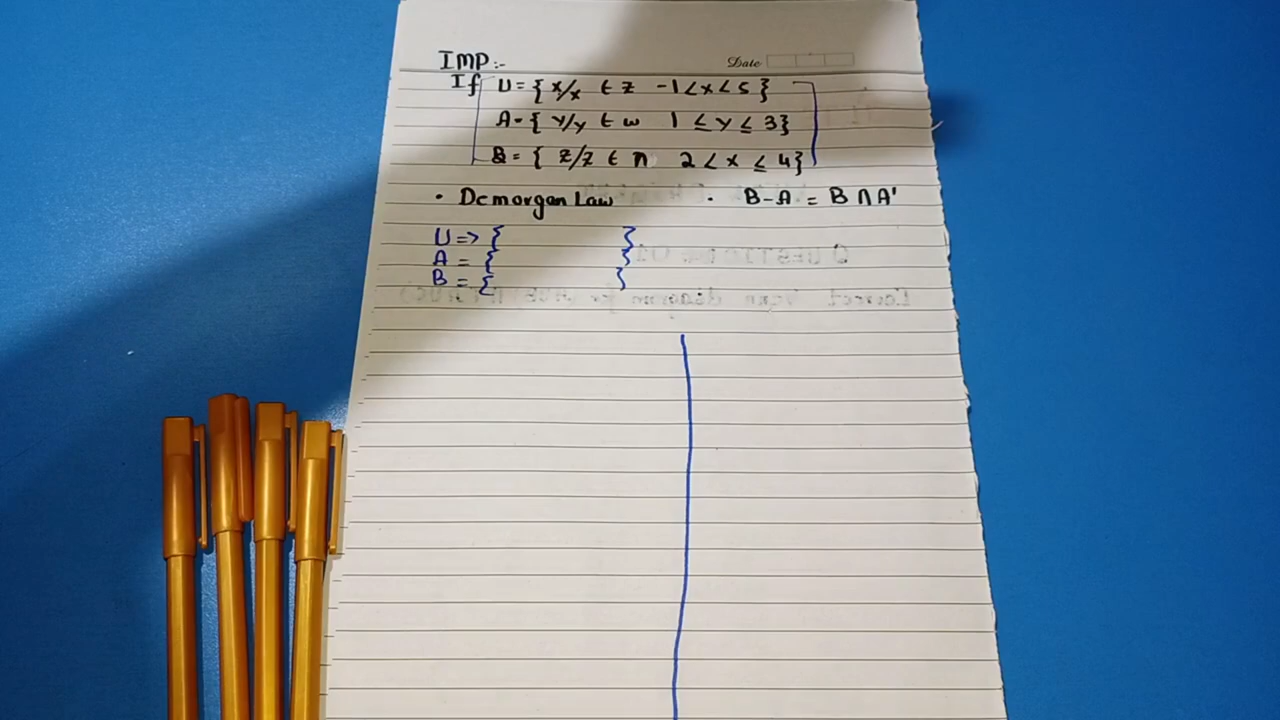 IMP:-
Date
If U = { x/x ∈ z -1 < x < 5 }
A = { y/y ∈ w 1 ≤ y ≤ 3 }
B = { z/z ∈ n 2 < x ≤ 4 }
· Demorgan Law · B-A = B ∩ A'
U => { }
A = { }
B = { }